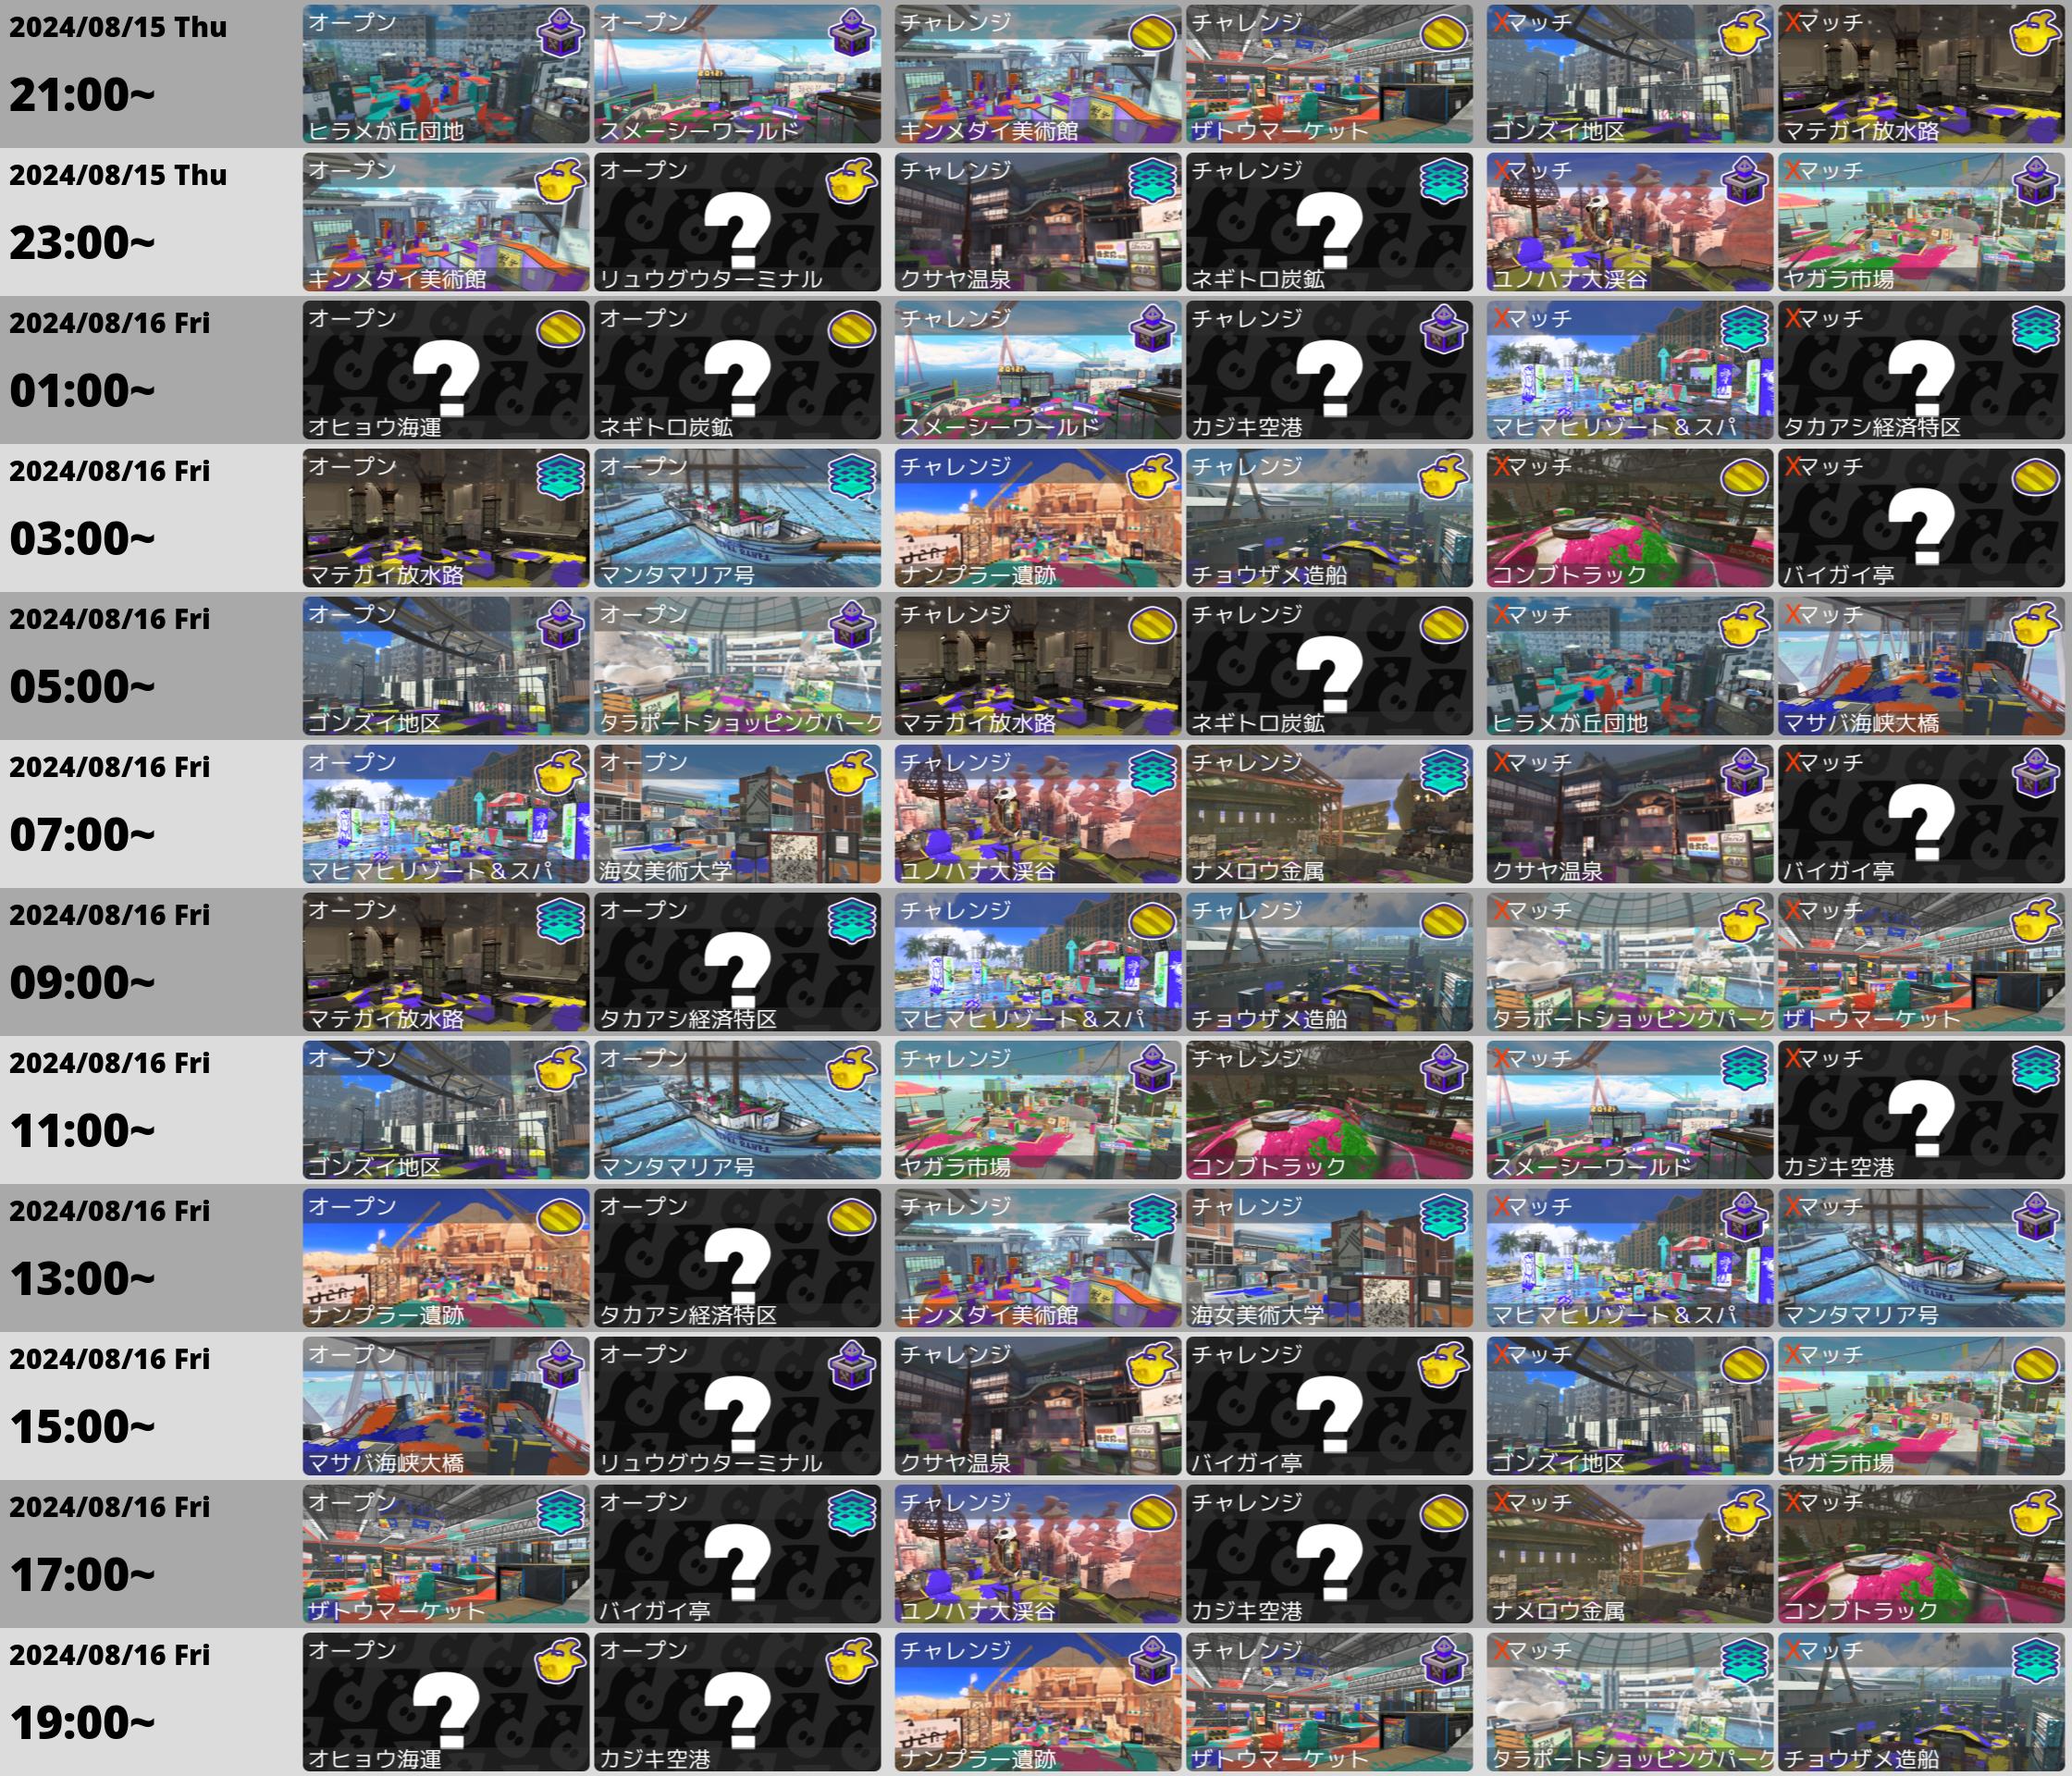 2024/08/15 Thu
21:00~
オープン
ヒラメが丘団地
オープン
スメーシーワールド
チャレンジ
キンメダイ美術館
チャレンジ
ザトウマーケット
Xマッチ
ゴンズイ地区
Xマッチ
マテガイ放水路
2024/08/15 Thu
23:00~
オープン
キンメダイ美術館
オープン
?
リュウグウターミナル
チャレンジ
クサヤ温泉
チャレンジ
?
ネギトロ炭鉱
Xマッチ
ユノハナ大渓谷
Xマッチ
ヤガラ市場
2024/08/16 Fri
01:00~
オープン
?
オヒョウ海運
オープン
?
ネギトロ炭鉱
チャレンジ
スメーシーワールド
チャレンジ
?
カジキ空港
Xマッチ
マヒマヒリゾート&スパ
Xマッチ
?
タカアシ経済特区
2024/08/16 Fri
03:00~
オープン
マテガイ放水路
オープン
マンタマリア号
チャレンジ
ナンプラー遺跡
チャレンジ
チョウザメ造船
Xマッチ
コンブトラック
Xマッチ
?
バイガイ亭
2024/08/16 Fri
05:00~
オープン
ゴンズイ地区
オープン
タラポートショッピングパーク
チャレンジ
マテガイ放水路
チャレンジ
?
ネギトロ炭鉱
Xマッチ
ヒラメが丘団地
Xマッチ
マサバ海峡大橋
2024/08/16 Fri
07:00~
オープン
マヒマヒリゾート&スパ
オープン
海女美術大学
チャレンジ
ユノハナ大渓谷
チャレンジ
ナメロウ金属
Xマッチ
クサヤ温泉
Xマッチ
?
バイガイ亭
2024/08/16 Fri
09:00~
オープン
マテガイ放水路
オープン
?
タカアシ経済特区
チャレンジ
マヒマヒリゾート&スパ
チャレンジ
チョウザメ造船
Xマッチ
タラポートショッピングパーク
Xマッチ
ザトウマーケット
2024/08/16 Fri
11:00~
オープン
ゴンズイ地区
オープン
マンタマリア号
チャレンジ
ヤガラ市場
チャレンジ
コンブトラック
Xマッチ
スメーシーワールド
Xマッチ
?
カジキ空港
2024/08/16 Fri
13:00~
オープン
ナンプラー遺跡
オープン
?
タカアシ経済特区
チャレンジ
キンメダイ美術館
チャレンジ
海女美術大学
Xマッチ
マヒマヒリゾート&スパ
Xマッチ
マンタマリア号
2024/08/16 Fri
15:00~
オープン
マサバ海峡大橋
オープン
?
リュウグウターミナル
チャレンジ
クサヤ温泉
チャレンジ
?
バイガイ亭
Xマッチ
ゴンズイ地区
Xマッチ
ヤガラ市場
2024/08/16 Fri
17:00~
オープン
ザトウマーケット
オープン
?
バイガイ亭
チャレンジ
ユノハナ大渓谷
チャレンジ
?
カジキ空港
Xマッチ
ナメロウ金属
Xマッチ
コンブトラック
2024/08/16 Fri
19:00~
オープン
?
オヒョウ海運
オープン
?
カジキ空港
チャレンジ
ナンプラー遺跡
チャレンジ
ザトウマーケット
Xマッチ
タラポートショッピングパーク
Xマッチ
チョウザメ造船